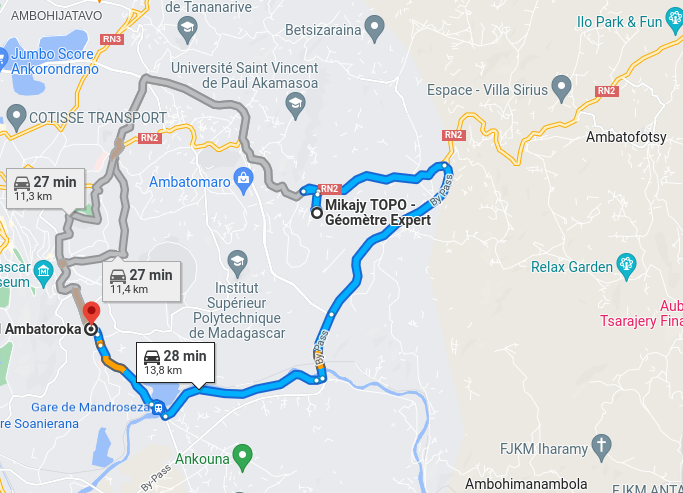 de Tananarive
AMBOHIJATAVO
RN3
Betsizaraina
Ilo Park & Fun
Jumbo Score
Ankorondrano
Université Saint Vincent
de Paul Akamasoa
Espace - Villa Sirius
RN2
COTISSE TRANSPORT
RN2
RN2
Ambatofotsy
27 min
11,3 km
Ambatomaro
RN2
Mikajy TOPO -
Géomètre Expert
By-Pass
ascar
seum
27 min
11,4 km
Institut
Supérieur
Polytechnique
de Madagascar
Relax Garden
Aub
Tsarajery Fina
l Ambatoroka
By-Pass
28 min
13,8 km
Gare de Mandroseza
re Soanierana
Ankouna
By-Pass
FJKM Iharamy
Ambohimanambola
FJKM ANTA